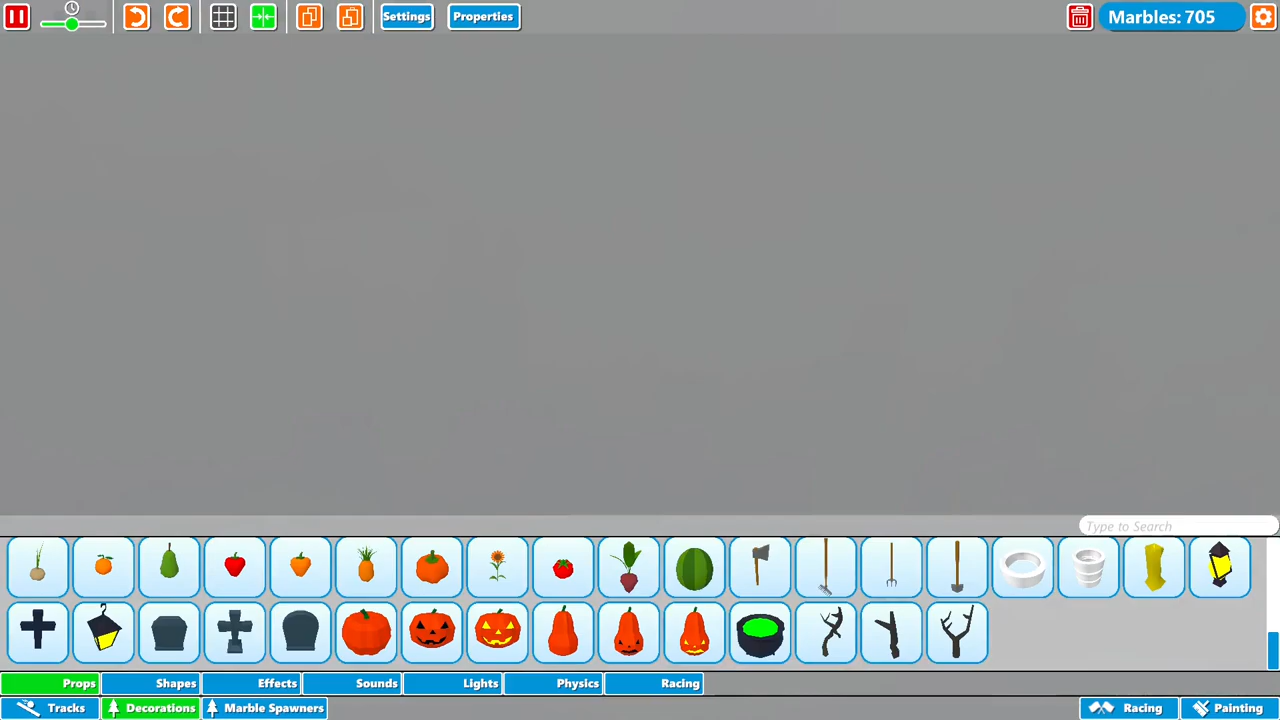 Settings
Properties
Marbles: 705
Type to Search
Props
Shapes
Effects
Sounds
Lights
Physics
Racing
Tracks
Decorations
Marble Spawners
Racing
Painting